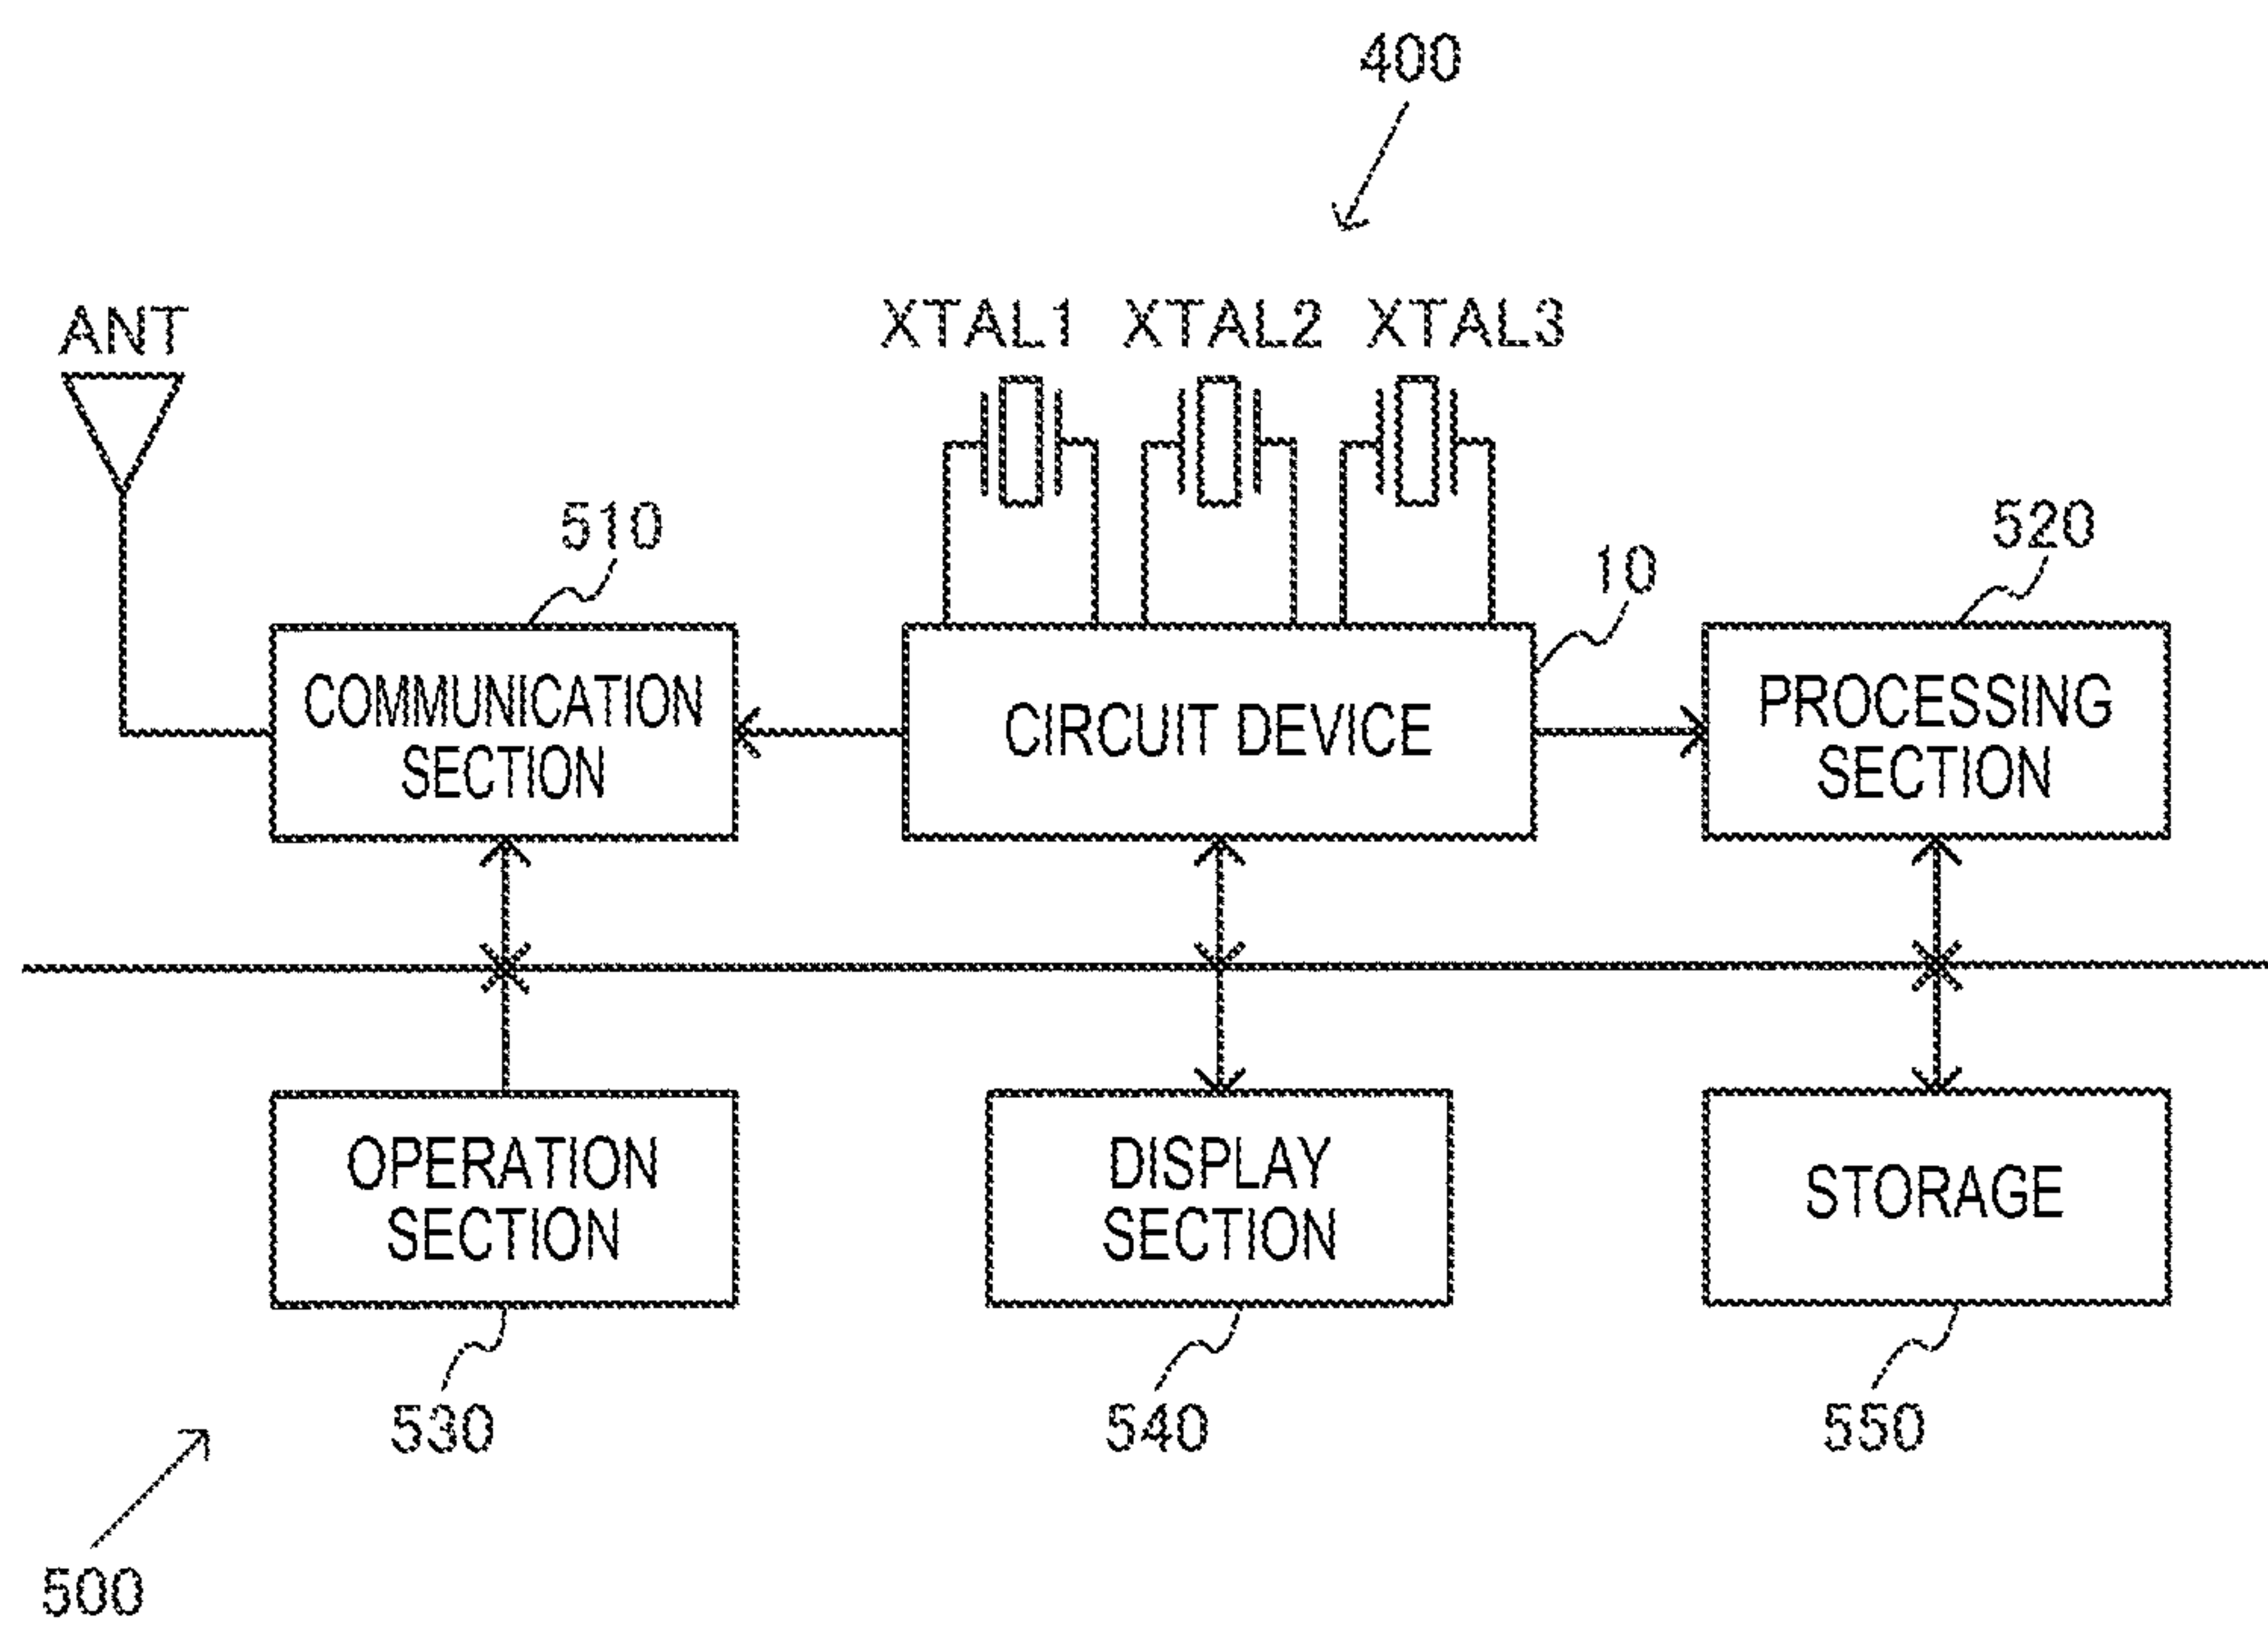 400
ANT
XTAL1 XTAL2 XTAL3
510
10
520
COMMUNICATION
SECTION
CIRCUIT DEVICE
PROCESSING
SECTION
OPERATION
SECTION
DISPLAY
SECTION
STORAGE
530
540
550
500